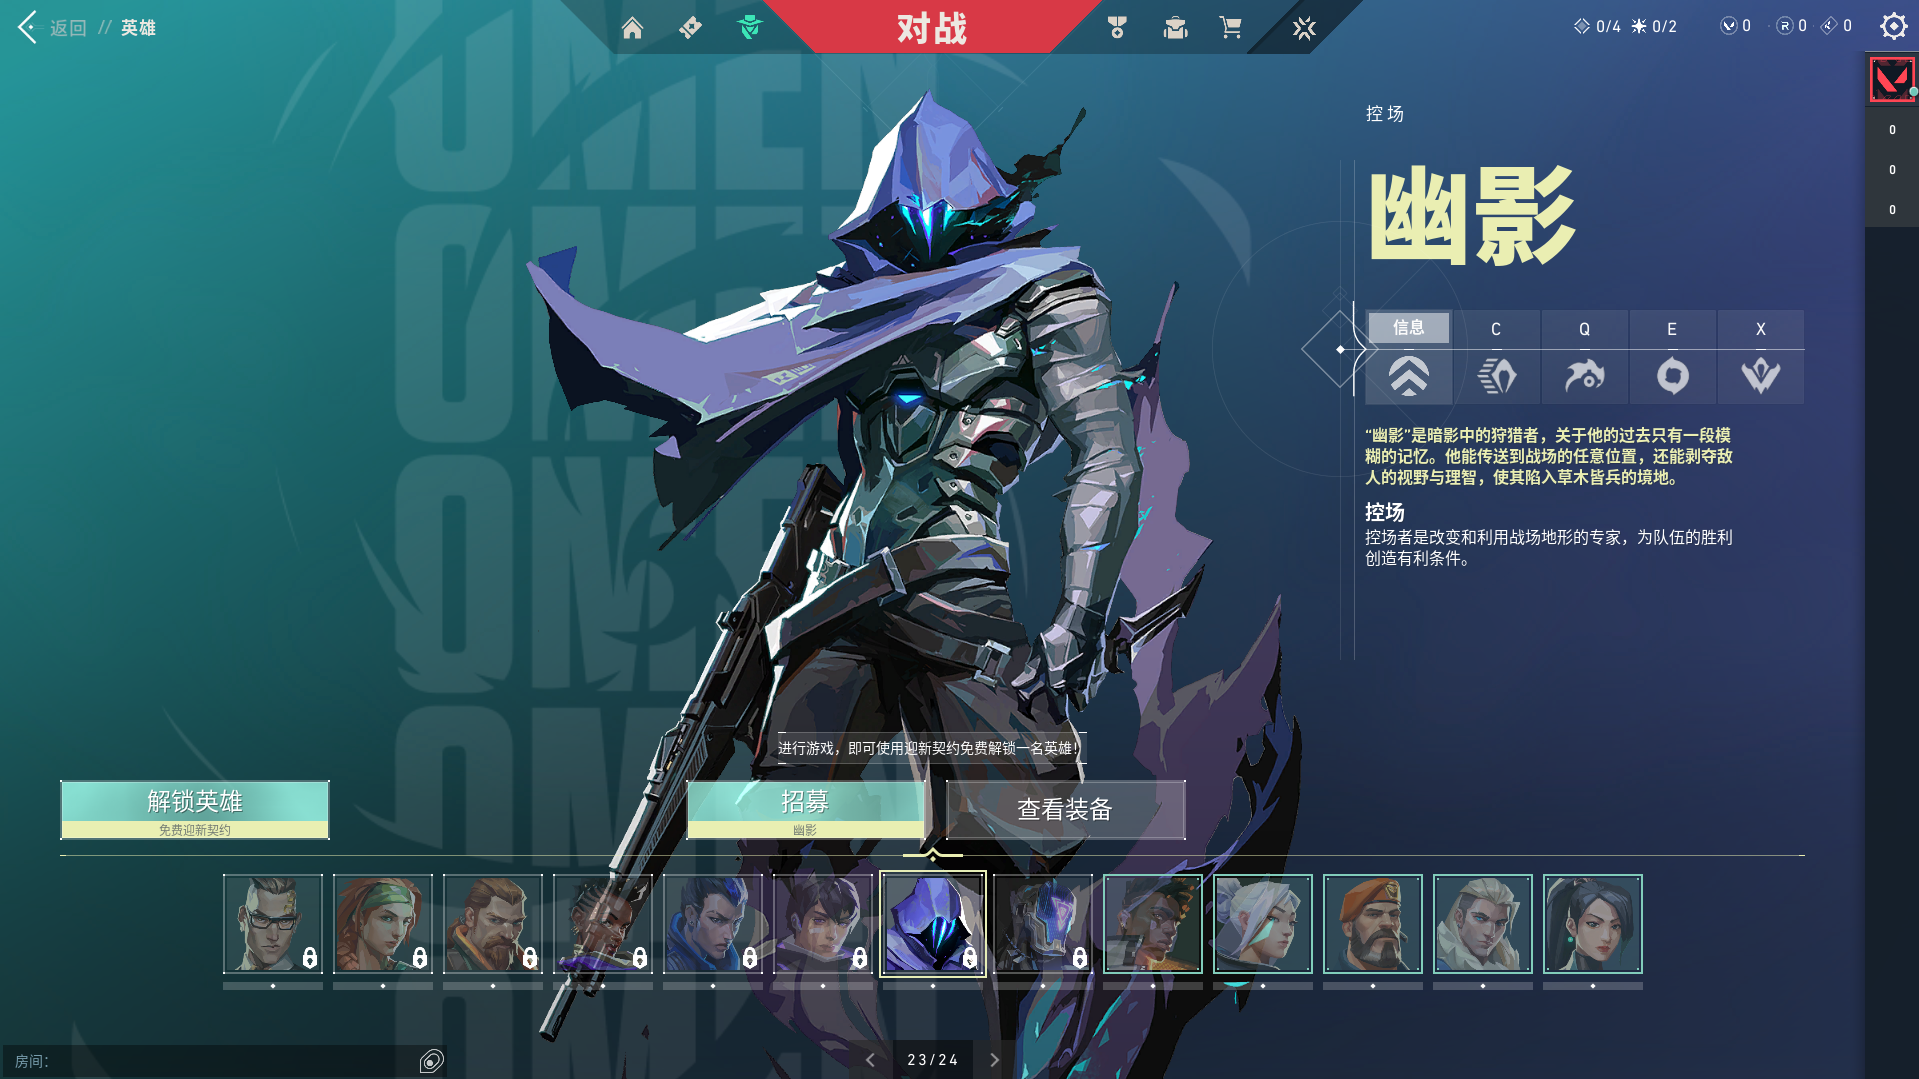 返回 // 英雄
对战
0/4 0/2 0 R 0 0
0
0
0
OMEN
OMEN
OMEN
OMEN
控场
幽影
信息 C Q E X
“幽影”是暗影中的狩猎者，关于他的过去只有一段模
糊的记忆。他能传送到战场的任意位置，还能剥夺敌
人的视野与理智，使其陷入草木皆兵的境地。
控场
控场者是改变和利用战场地形的专家，为队伍的胜利
创造有利条件。
进行游戏，即可使用迎新契约免费解锁一名英雄！
解锁英雄
免费迎新契约
招募
幽影
查看装备
房间：
23/24